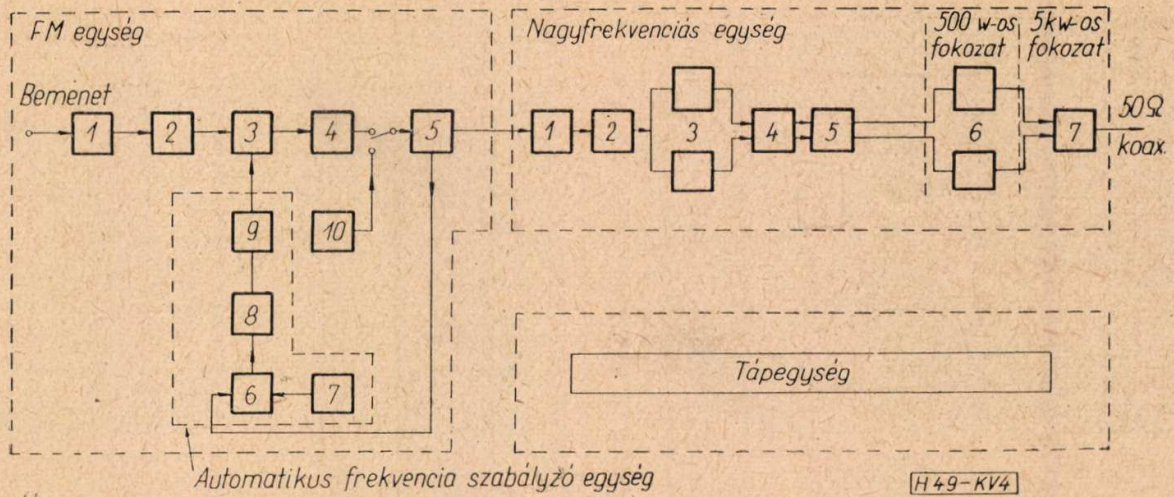 FM egység
Bemenet
1 2 3 4 5
9 10
8
6 7
Automatikus frekvencia szabályzó egység
Nagyfrekvenciás egység
500 w-os fokozat
5kw-os fokozat
1 2 3 4 5 6 7
50Ω
koax.
Tápegység
H49-KV4